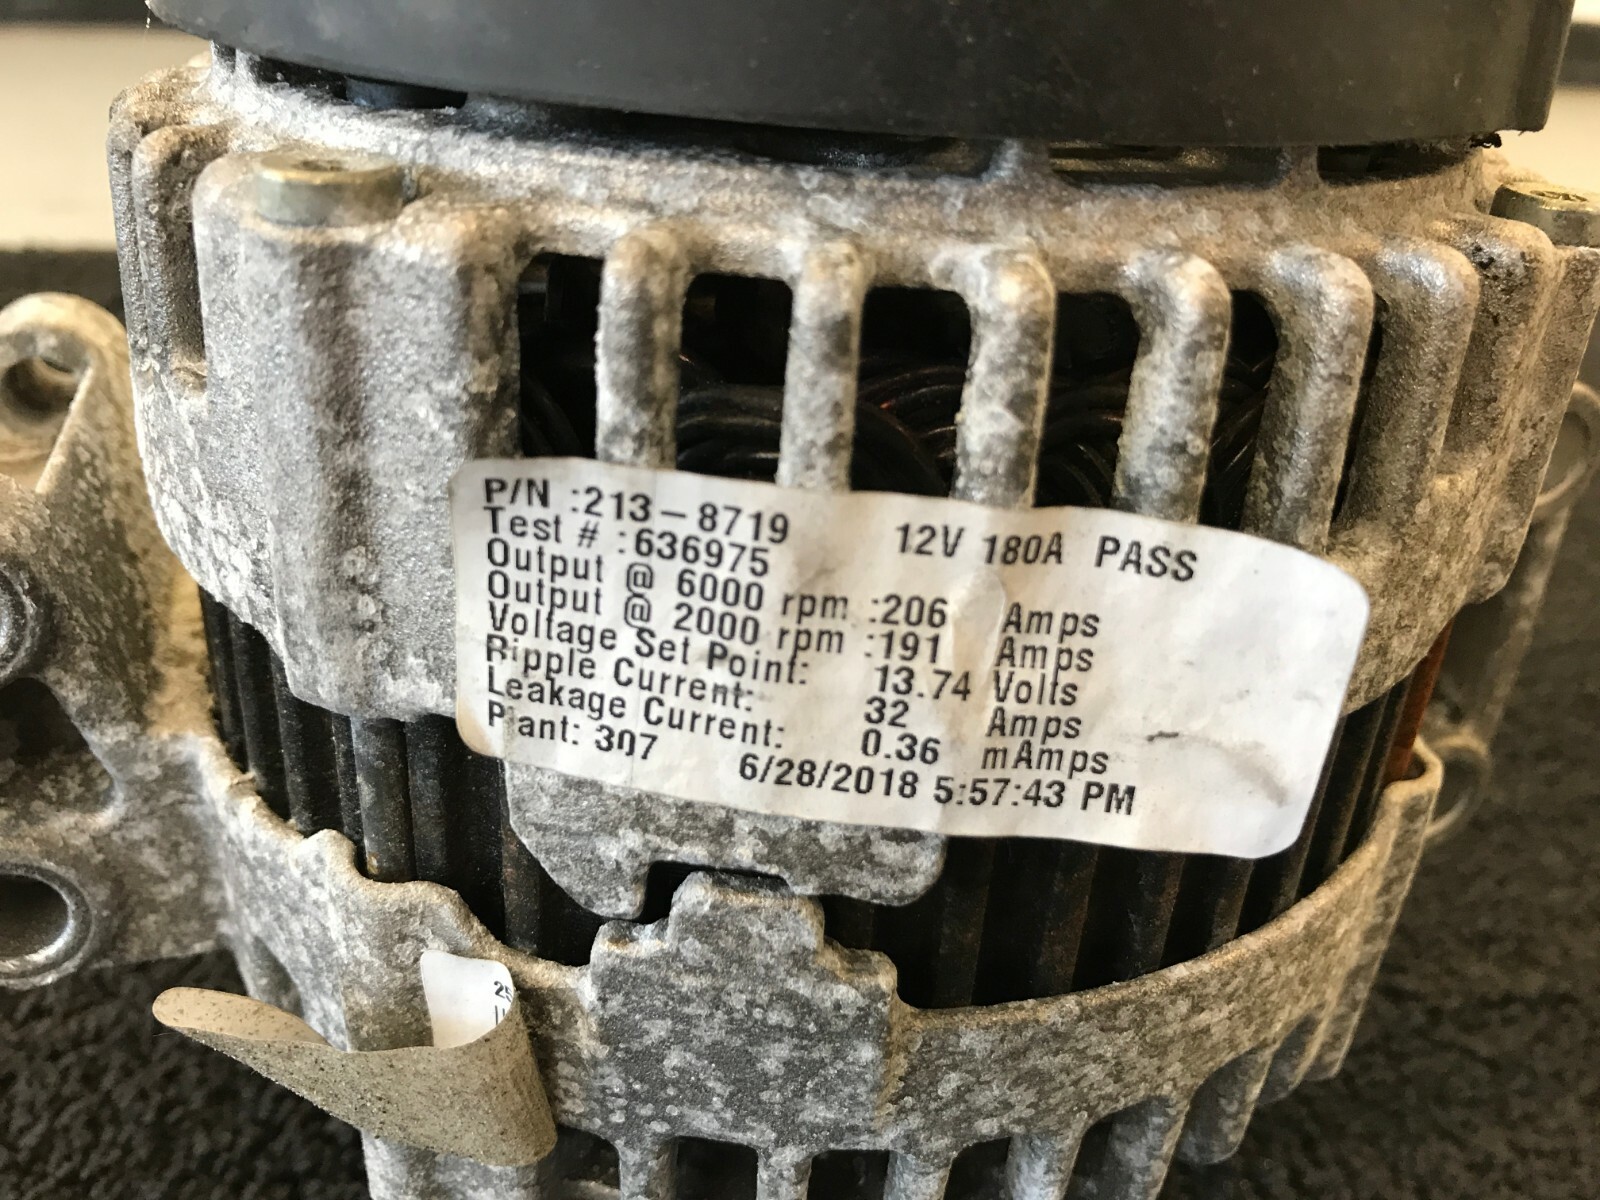 P/N :213-8719 12V 180A PASS
Test # :636975
Output @ 6000 rpm :206 Amps
Output @ 2000 rpm :191 Amps
Voltage Set Point: 13.74 Volts
Ripple Current: 32 Amps
Leakage Current: 0.36 mAmps
Plant: 307 6/28/2018 5:57:43 PM